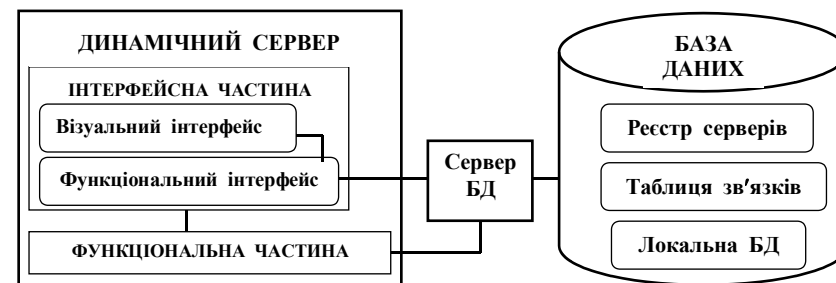 ДИНАМІЧНИЙ СЕРВЕР
ІНТЕРФЕЙСНА ЧАСТИНА
Візуальний інтерфейс
Функціональний інтерфейс
ФУНКЦІОНАЛЬНА ЧАСТИНА
Сервер
БД
БАЗА
ДАНИХ
Реєстр серверів
Таблиця зв'язків
Локальна БД